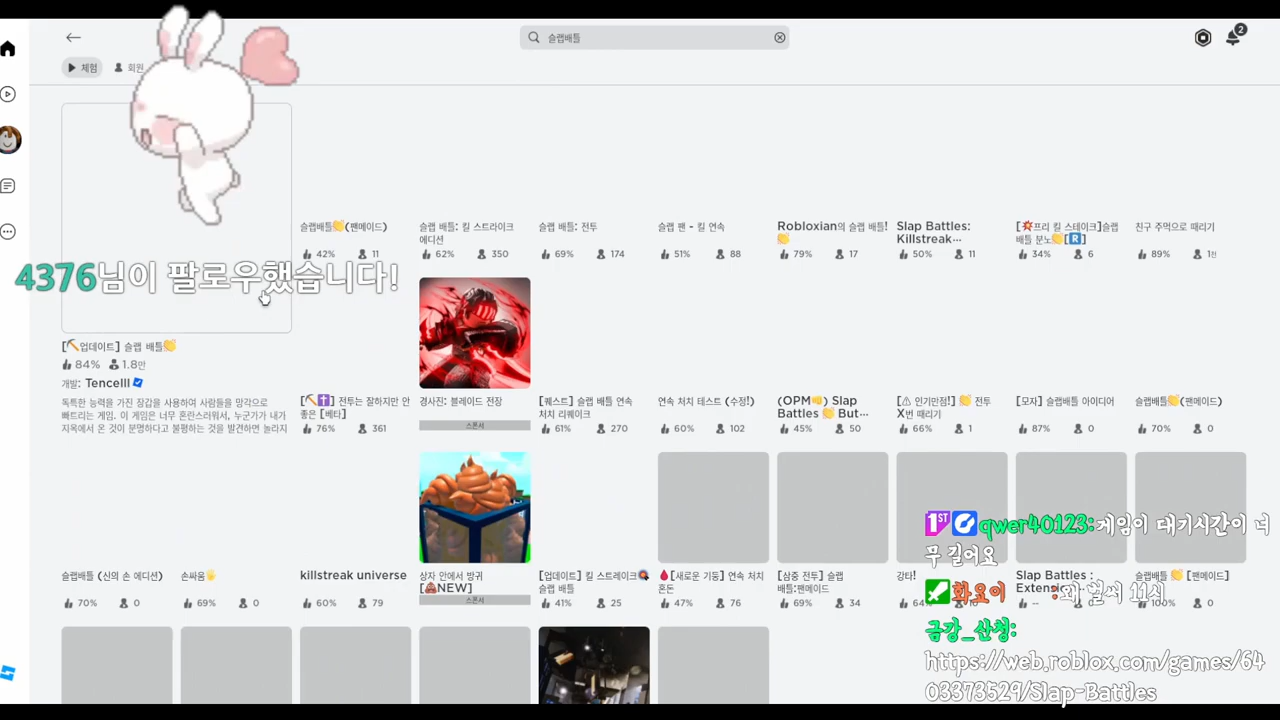 슬랩배틀
2
체험
회원
4376님이 팔로우했습니다!
[⛏️업데이트] 슬랩 배틀👏
84% 1.8만
개발: Tencelll
독특한 능력을 가진 장갑을 사용하여 사람들을 망각으로
빠트리는 게임. 이 게임은 너무 혼란스러워서, 누군가가 내가
지옥에서 온 것이 분명하다고 불평하는 것을 발견하면 놀라지
슬랩배틀👏(팬메이드)
42% 11
슬랩 배틀: 킬 스트라이크
에디션
62% 350
슬랩 배틀: 전투
69% 174
슬랩 팬 - 킬 연속
51% 88
Robloxian의 슬랩 배틀!
👏
79% 17
Slap Battles:
Killstreak…
50% 11
[💥프리 킬 스테이크]슬랩
배틀 분노👏[R]
34% 6
친구 주먹으로 때리기
89% 1천
[⛏️✝️] 전투는 잘하지만 안
좋은 [베타]
76% 361
경사진: 블레이드 전장
스폰서
[퀘스트] 슬랩 배틀 연속
처치 리퀘이크
61% 270
연속 처치 테스트 (수정!)
60% 102
(OPM👊) Slap
Battles 👏 But…
45% 50
[⚠ 인기만점!] 👏 전투
X번 때리기
66% 1
[모자] 슬랩배틀 아이디어
87% 0
슬랩배틀👏(팬메이드)
70% 0
슬랩배틀 (신의 손 에디션)
70% 0
손싸움🖐
69% 0
killstreak universe
60% 79
상자 안에서 방귀
[💩NEW]
스폰서
[업데이트] 킬 스트레이크🎯
슬랩 배틀
41% 25
🩸[새로운 기동] 연속 처치
혼돈
47% 76
[삼중 전투] 슬랩
배틀:팬메이드
69% 34
강타!
64%
Slap Battles :
--
슬랩배틀 👏 [팬메이드]
100% 0
1ST qwer40123:게임이 대기시간이 너
무 길어요
화요이 :회 벌써 11시
금강_산청:
https://web.roblox.com/games/64
03373529/Slap-Battles